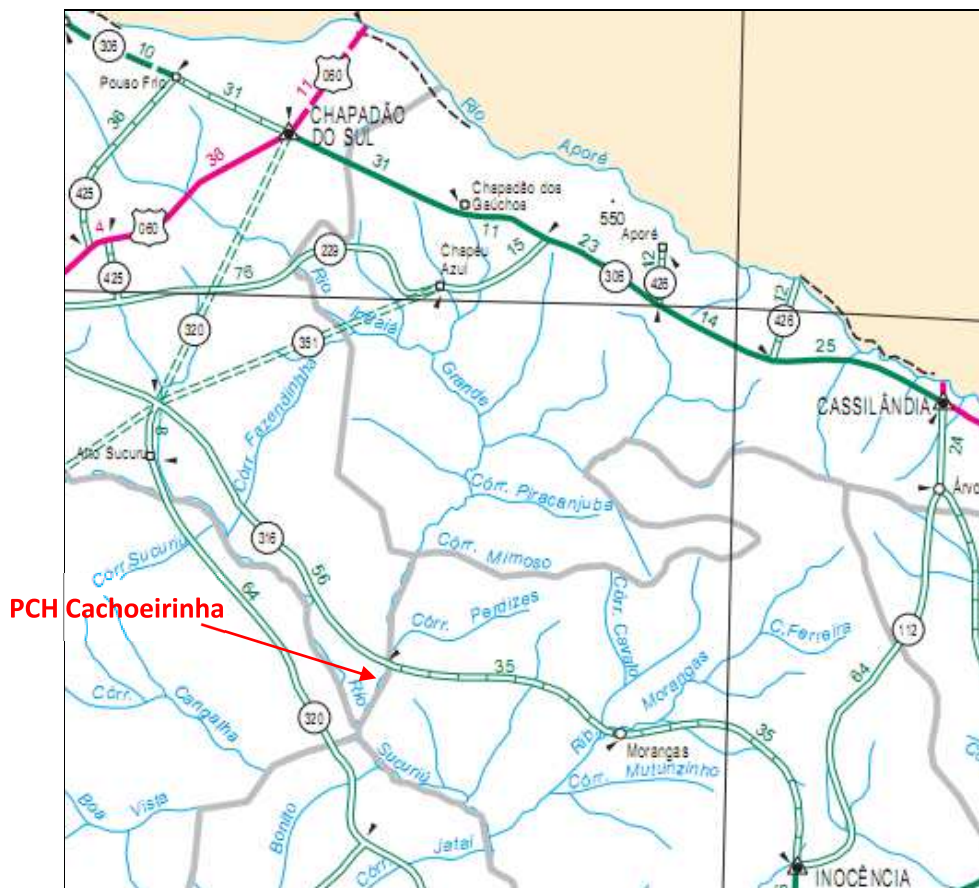 306
10
Pouso Frio
31
36
11
060
CHAPADÃO
DO SUL
Rio
Aporé
38
425
4
060
425
31
Chapadão dos
Gaúchos
11
15
550
Aporé
23
12
306
426
12
426
14
25
229
Chapéu
Azul
76
Rio
Indaiá
Grande
320
351
Córr. Fazendinha
CASSILÂNDIA
24
8
Alto Sucuriú
Árvo
Córr. Piracanjuba
316
Córr. Mimoso
Córr Sucuriú
56
64
PCH Cachoeirinha
Córr. Perdizes
Córr. Cavalo
C.Ferreira
112
64
35
Morangas
Rib.
Rio
320
Córr.
Cangalha
Morangas
35
Córr. Mutunzinho
Sucuriú
Boa
Vista
Bonito
Córr.
Jataí
INOCÊNCIA